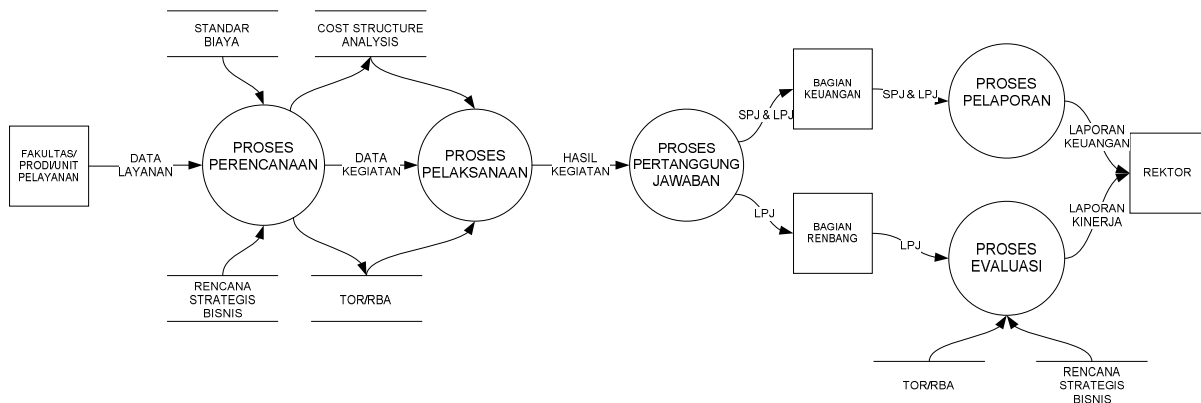 STANDAR
BIAYA
COST STRUCTURE
ANALYSIS
FAKULTAS/
PRODI/UNIT
PELAYANAN
DATA
LAYANAN
PROSES
PERENCANAAN
DATA
KEGIATAN
PROSES
PELAKSANAAN
HASIL
KEGIATAN
PROSES
PERTANGGUNG
JAWABAN
SPJ & LPJ
BAGIAN
KEUANGAN
SPJ & LPJ
PROSES
PELAPORAN
LAPORAN
KEUANGAN
REKTOR
LPJ
BAGIAN
RENBANG
LPJ
PROSES
EVALUASI
LAPORAN
KINERJA
RENCANA
STRATEGIS
BISNIS
TOR/RBA
TOR/RBA
RENCANA
STRATEGIS
BISNIS